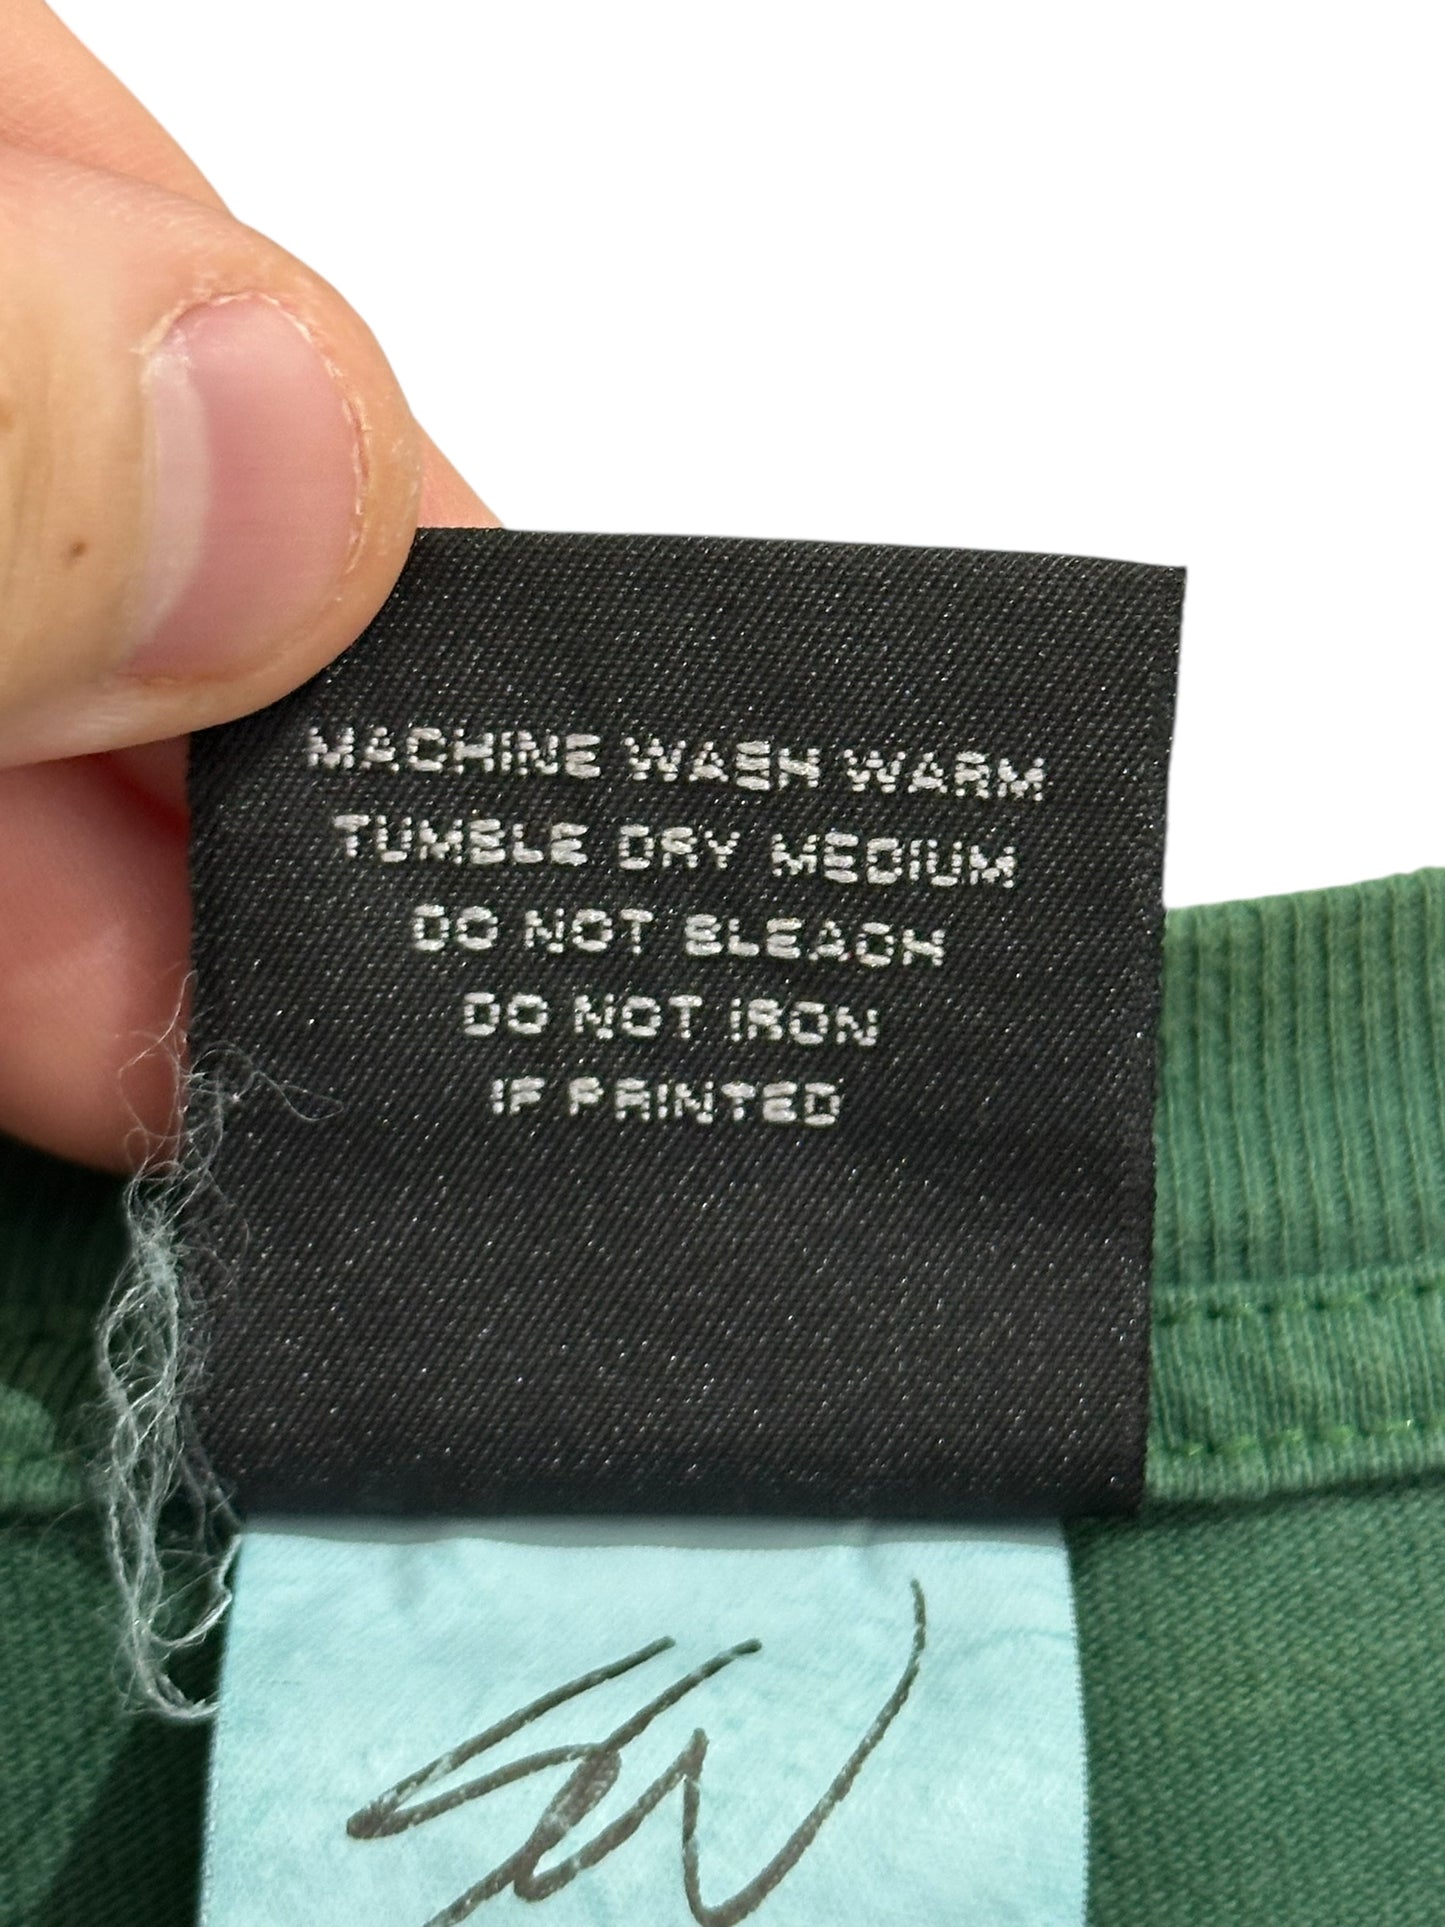 MACHINE WASH WARM
TUMBLE DRY MEDIUM
DO NOT BLEACH
DO NOT IRON
IF PRINTED